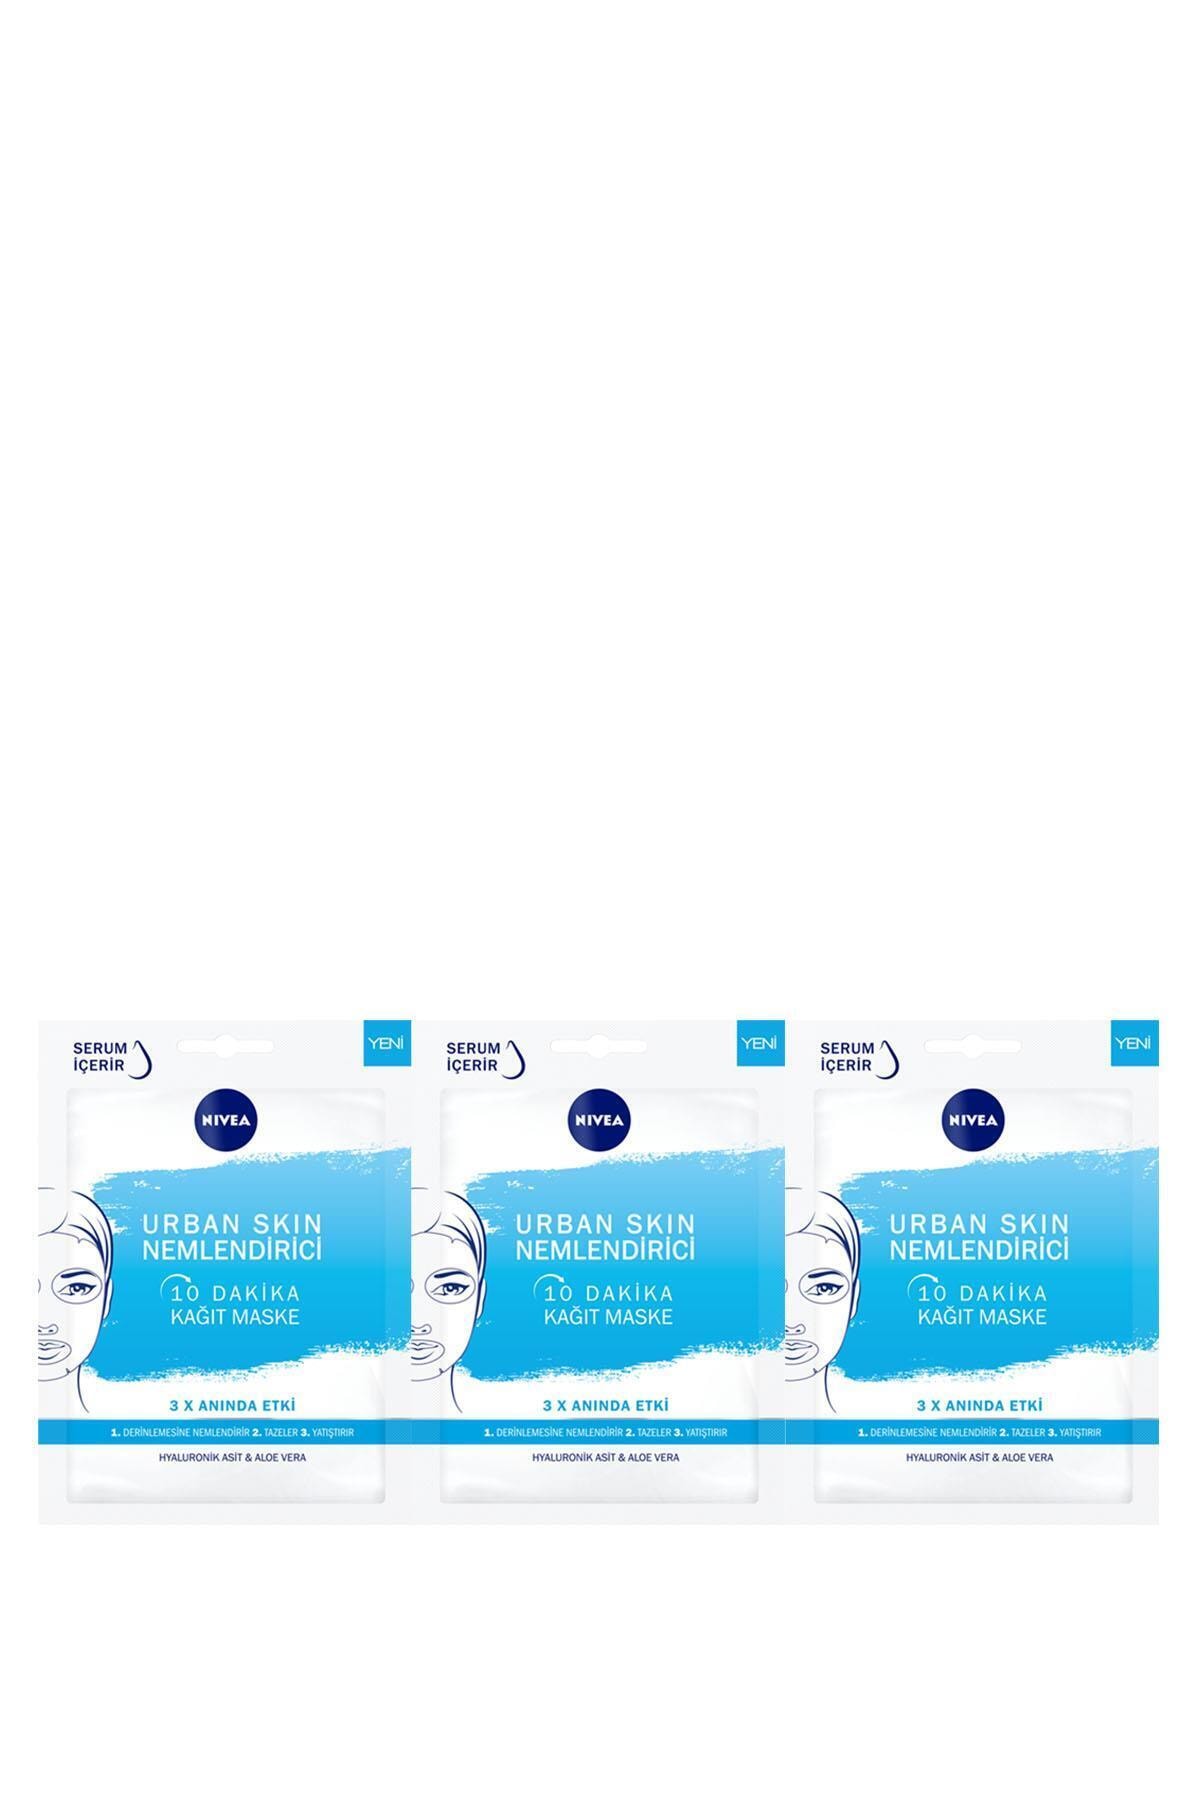 SERUM
İÇERİR
YENİ
NIVEA
URBAN SKIN
NEMLENDİRİCİ
10 DAKİKA
KAĞIT MASKE
3 X ANINDA ETKİ
1. DERİNLEMESİNE NEMLENDİRİR 2. TAZELER 3. YATIŞTIRIR
HYALURONİK ASİT & ALOE VERA
SERUM
İÇERİR
YENİ
NIVEA
URBAN SKIN
NEMLENDİRİCİ
10 DAKİKA
KAĞIT MASKE
3 X ANINDA ETKİ
1. DERİNLEMESİNE NEMLENDİRİR 2. TAZELER 3. YATIŞTIRIR
HYALURONİK ASİT & ALOE VERA
SERUM
İÇERİR
YENİ
NIVEA
URBAN SKIN
NEMLENDİRİCİ
10 DAKİKA
KAĞIT MASKE
3 X ANINDA ETKİ
1. DERİNLEMESİNE NEMLENDİRİR 2. TAZELER 3. YATIŞTIRIR
HYALURONİK ASİT & ALOE VERA